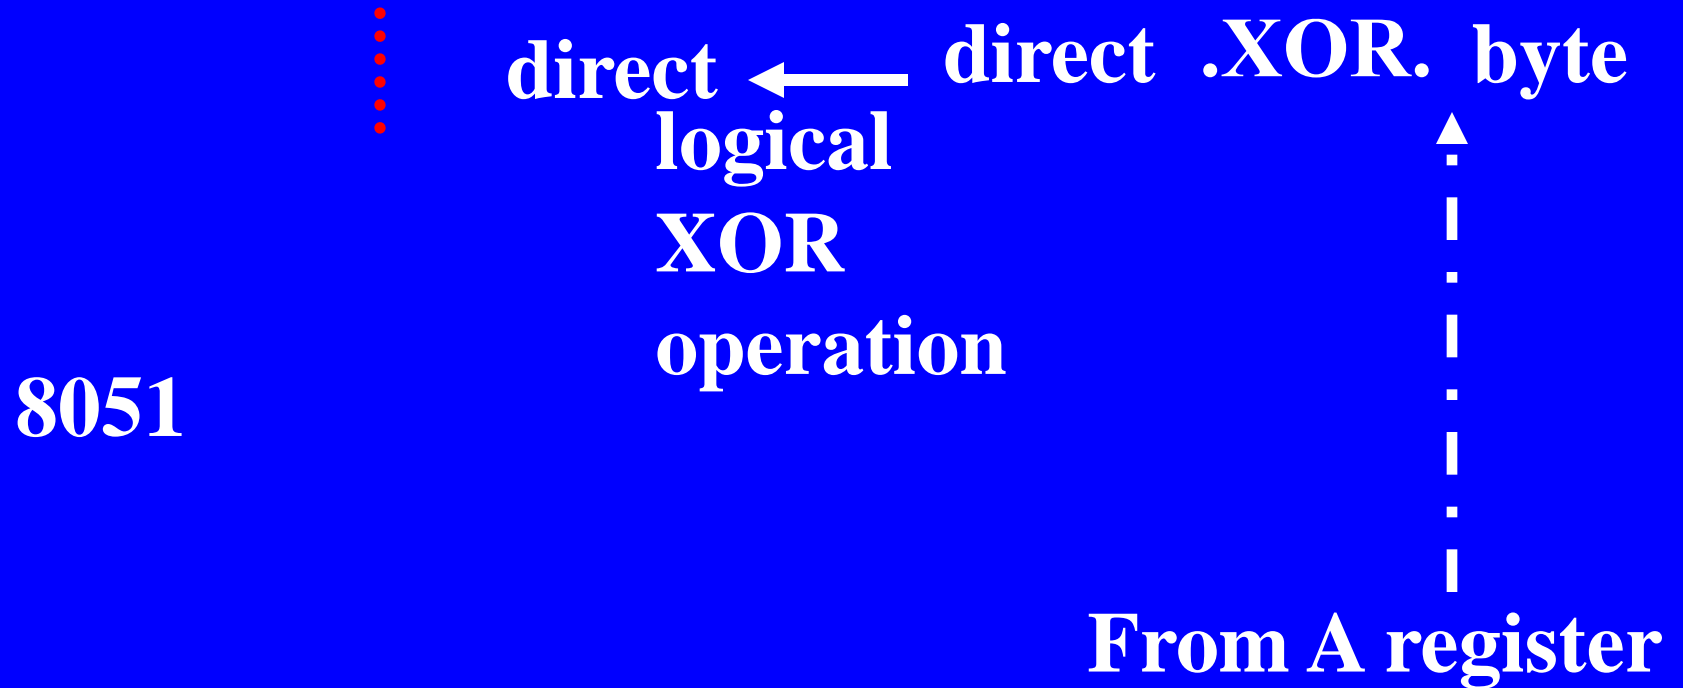 direct direct .XOR. byte
logical
XOR
operation
8051
From A register